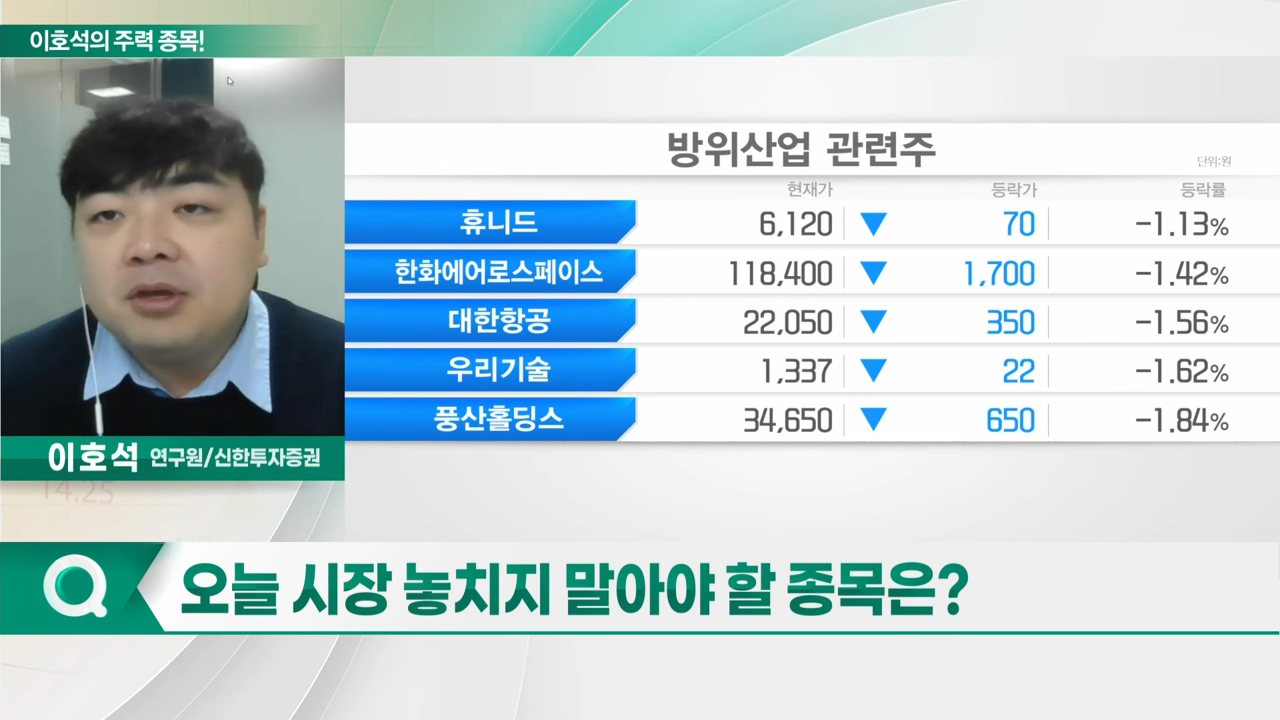 이호석의 주력 종목!
방위산업 관련주
단위:원
현재가 등락가 등락률
휴니드 6,120 ▼ 70 -1.13%
한화에어로스페이스 118,400 ▼ 1,700 -1.42%
대한항공 22,050 ▼ 350 -1.56%
우리기술 1,337 ▼ 22 -1.62%
풍산홀딩스 34,650 ▼ 650 -1.84%
이호석 연구원/신한투자증권
14.25
Q 오늘 시장 놓치지 말아야 할 종목은?